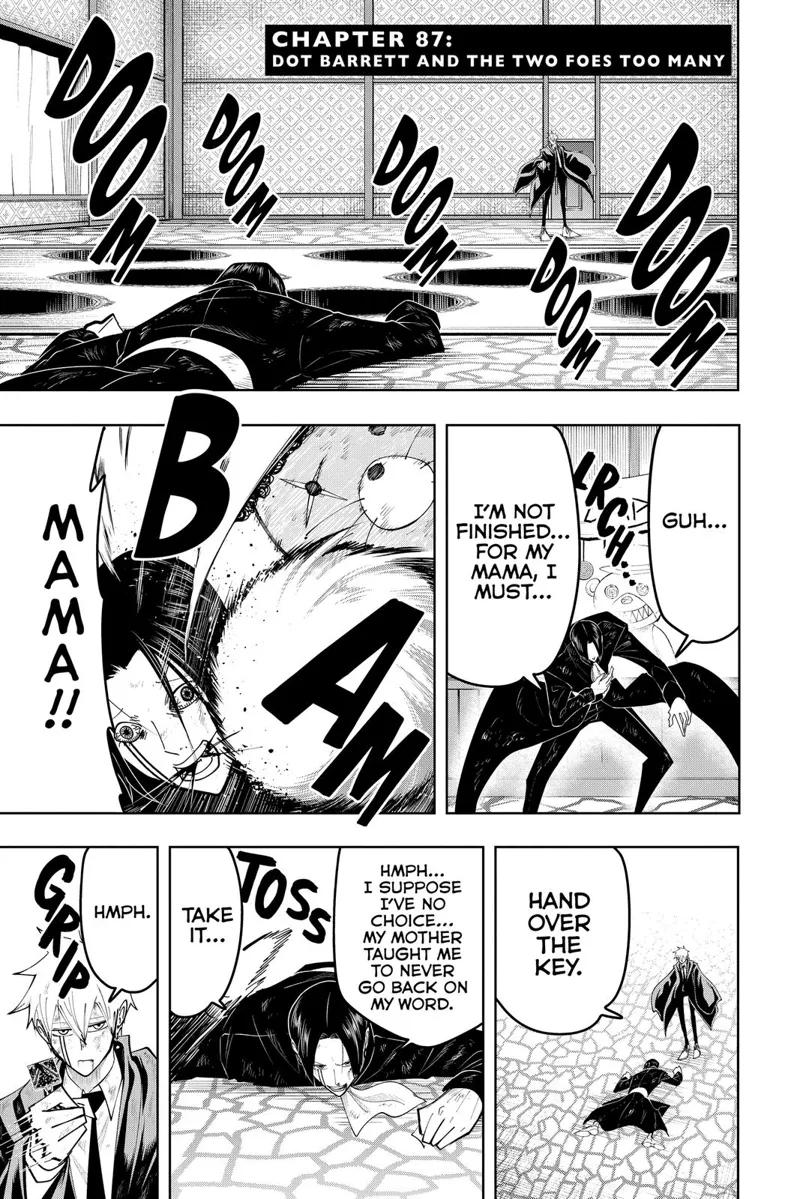 CHAPTER 87:
DOT BARRETT AND THE TWO FOES TOO MANY
DOOM
DOOM
DOOM
DOOM
DOOM
GUH...
LRCH...
I'M NOT
FINISHED...
FOR MY
MAMA, I
MUST...
BAM
MAMA!!
HAND
OVER
THE
KEY.
HMPH...
I SUPPOSE
I'VE NO
CHOICE...
MY MOTHER
TAUGHT ME
TO NEVER
GO BACK ON
MY WORD.
TOSS
TAKE
IT...
HMPH.
GRIP